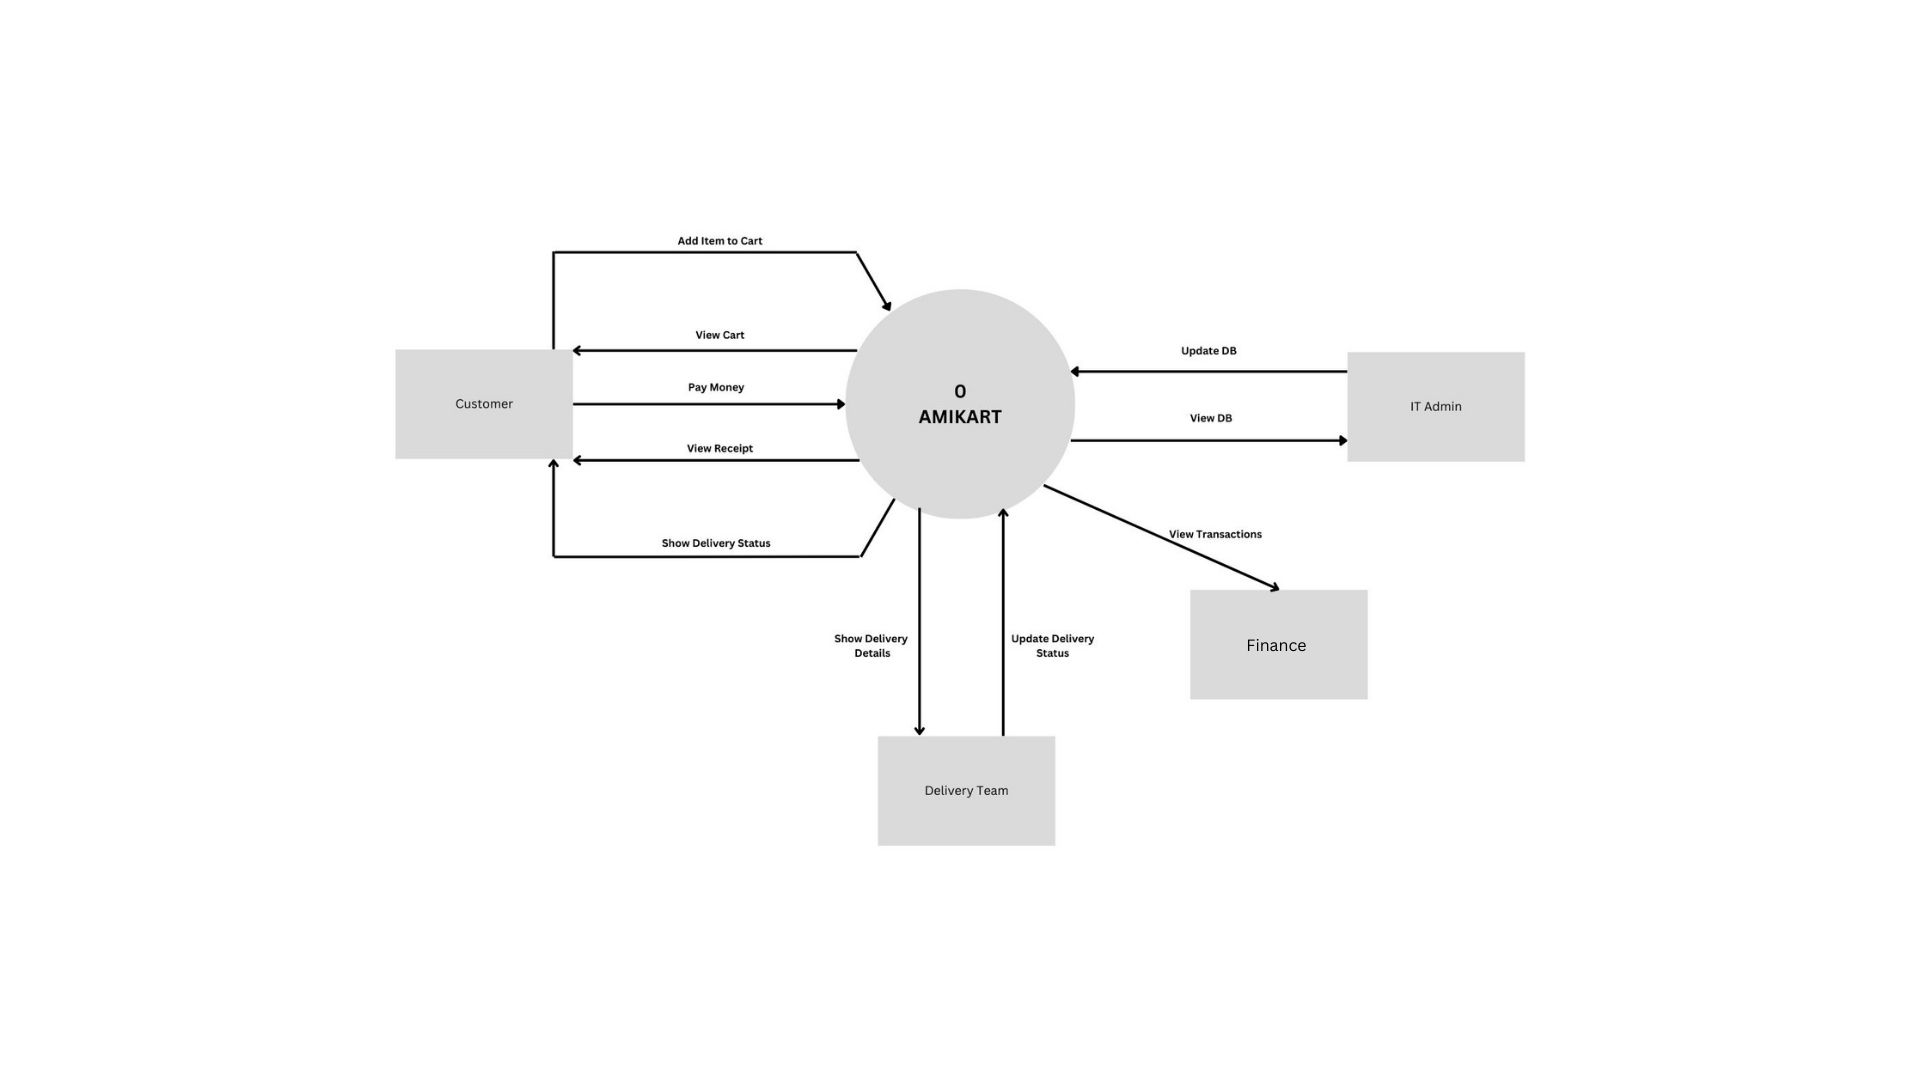 Add Item to Cart
View Cart
Pay Money
View Receipt
Show Delivery Status
Customer
0
AMIKART
Update DB
View DB
IT Admin
View Transactions
Finance
Show Delivery
Details
Update Delivery
Status
Delivery Team